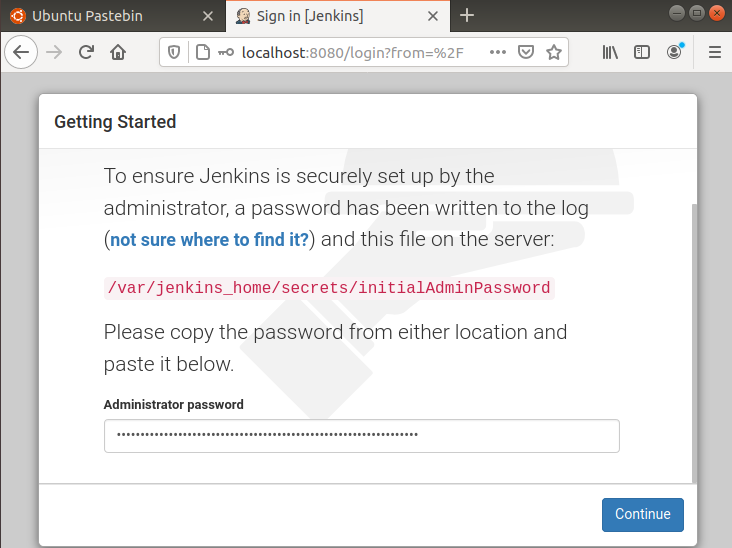 Ubuntu Pastebin
Sign in [Jenkins]
localhost:8080/login?from=%2F
Getting Started
To ensure Jenkins is securely set up by the
administrator, a password has been written to the log
(not sure where to find it?) and this file on the server:
/var/jenkins_home/secrets/initialAdminPassword
Please copy the password from either location and
paste it below.
Administrator password
Continue